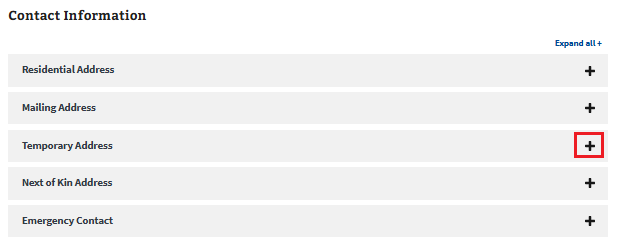 Contact Information
Expand all +
Residential Address +
Mailing Address +
Temporary Address +
Next of Kin Address +
Emergency Contact +